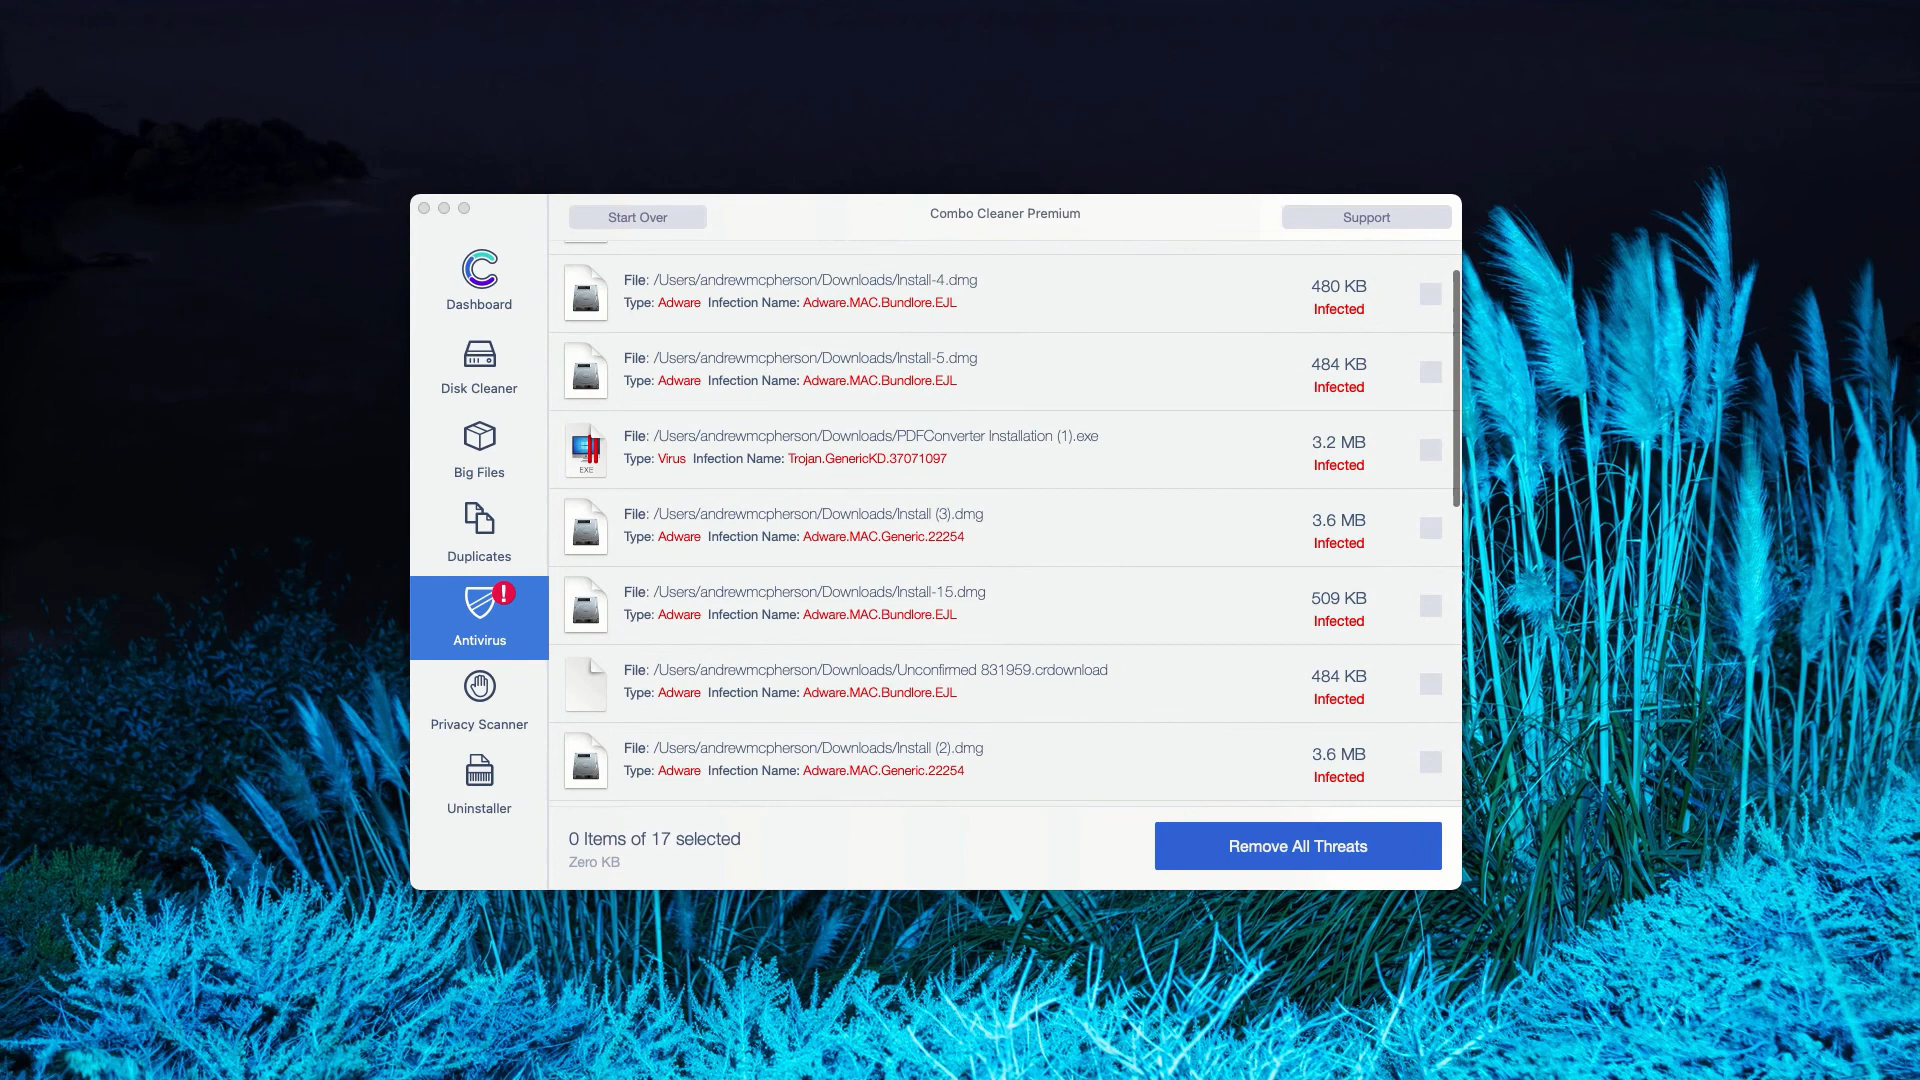 Start Over
Combo Cleaner Premium
Support
Dashboard
Disk Cleaner
Big Files
Duplicates
!
Antivirus
Privacy Scanner
Uninstaller
File: /Users/andrewmcpherson/Downloads/Install-4.dmg
Type: Adware Infection Name: Adware.MAC.Bundlore.EJL
480 KB
Infected
File: /Users/andrewmcpherson/Downloads/Install-5.dmg
Type: Adware Infection Name: Adware.MAC.Bundlore.EJL
484 KB
Infected
EXE
File: /Users/andrewmcpherson/Downloads/PDFConverter Installation (1).exe
Type: Virus Infection Name: Trojan.GenericKD.37071097
3.2 MB
Infected
File: /Users/andrewmcpherson/Downloads/Install (3).dmg
Type: Adware Infection Name: Adware.MAC.Generic.22254
3.6 MB
Infected
File: /Users/andrewmcpherson/Downloads/Install-15.dmg
Type: Adware Infection Name: Adware.MAC.Bundlore.EJL
509 KB
Infected
File: /Users/andrewmcpherson/Downloads/Unconfirmed 831959.crdownload
Type: Adware Infection Name: Adware.MAC.Bundlore.EJL
484 KB
Infected
File: /Users/andrewmcpherson/Downloads/Install (2).dmg
Type: Adware Infection Name: Adware.MAC.Generic.22254
3.6 MB
Infected
0 Items of 17 selected
Zero KB
Remove All Threats